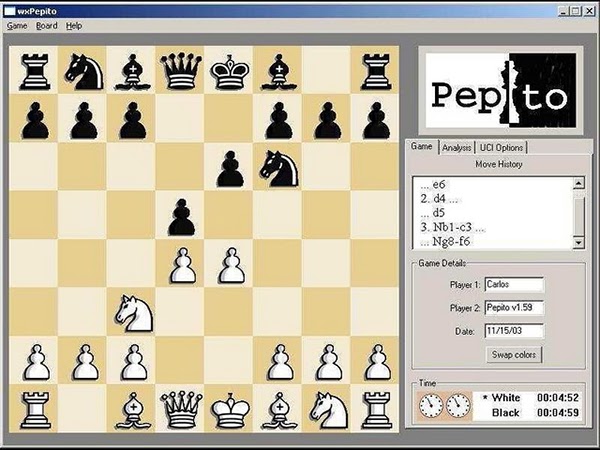 wxPepito
Game Board Help
Pepito
Game Analysis UCI Options
Move History
... e6
2. d4 ...
... d5
3. Nb1-c3 ...
... Ng8-f6
Game Details
Player 1: Carlos
Player 2: Pepito v1.59
Date: 11/15/03
Swap colors
Time
* White 00:04:52
Black 00:04:59